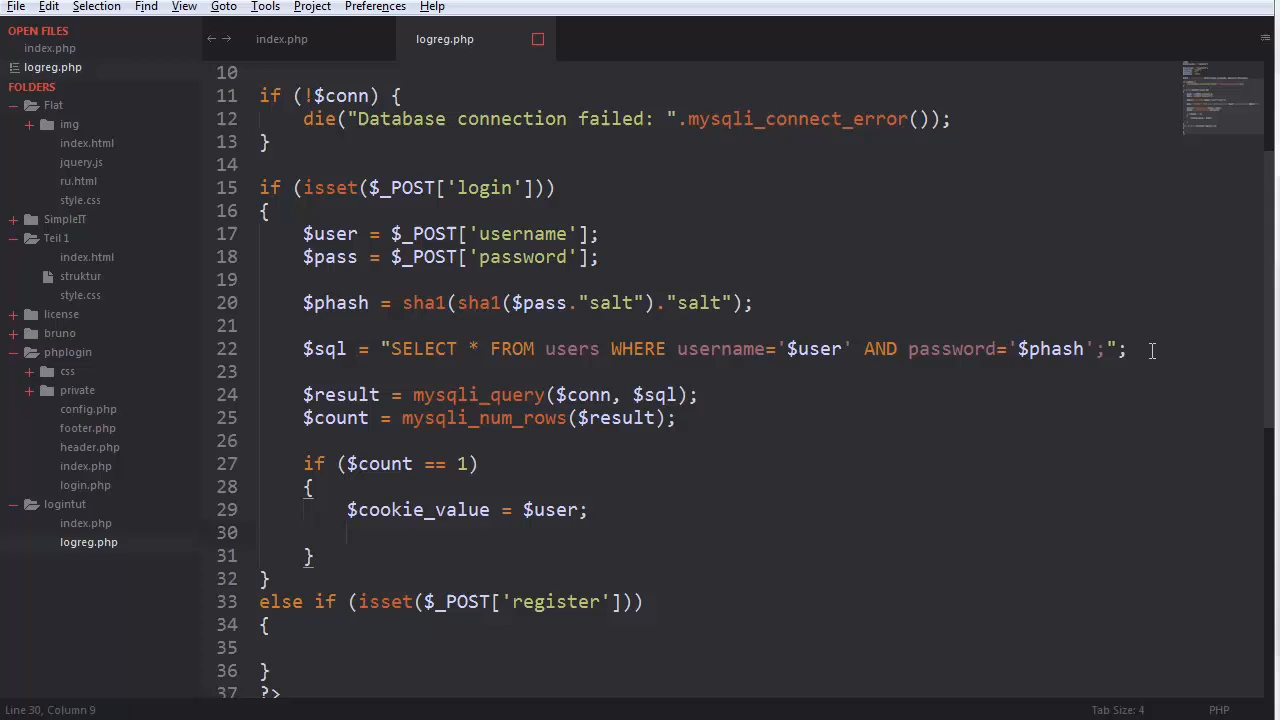 File Edit Selection Find View Goto Tools Project Preferences Help
OPEN FILES
index.php
logreg.php
FOLDERS
Flat
img
index.html
jquery.js
ru.html
style.css
SimpleIT
Teil 1
index.html
struktur
style.css
license
bruno
phplogin
css
private
config.php
footer.php
header.php
index.php
login.php
logintut
index.php
logreg.php
index.php logreg.php
10
11 if (!$conn) {
12 die("Database connection failed: ".mysqli_connect_error());
13 }
14
15 if (isset($_POST['login']))
16 {
17 $user = $_POST['username'];
18 $pass = $_POST['password'];
19
20 $phash = sha1(sha1($pass."salt")."salt");
21
22 $sql = "SELECT * FROM users WHERE username='$user' AND password='$phash';";
23
24 $result = mysqli_query($conn, $sql);
25 $count = mysqli_num_rows($result);
26
27 if ($count == 1)
28 {
29 $cookie_value = $user;
30
31 }
32 }
33 else if (isset($_POST['register']))
34 {
35
36 }
37 ?>
Line 30, Column 9 Tab Size: 4 PHP